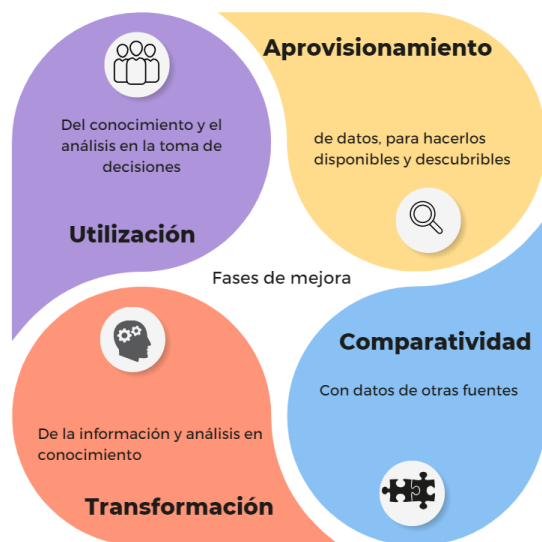 Aprovisionamiento
de datos, para hacerlos
disponibles y descubribles
Comparatividad
Con datos de otras fuentes
De la información y análisis en
conocimiento
Transformación
Del conocimiento y el
análisis en la toma de
decisiones
Utilización
Fases de mejora